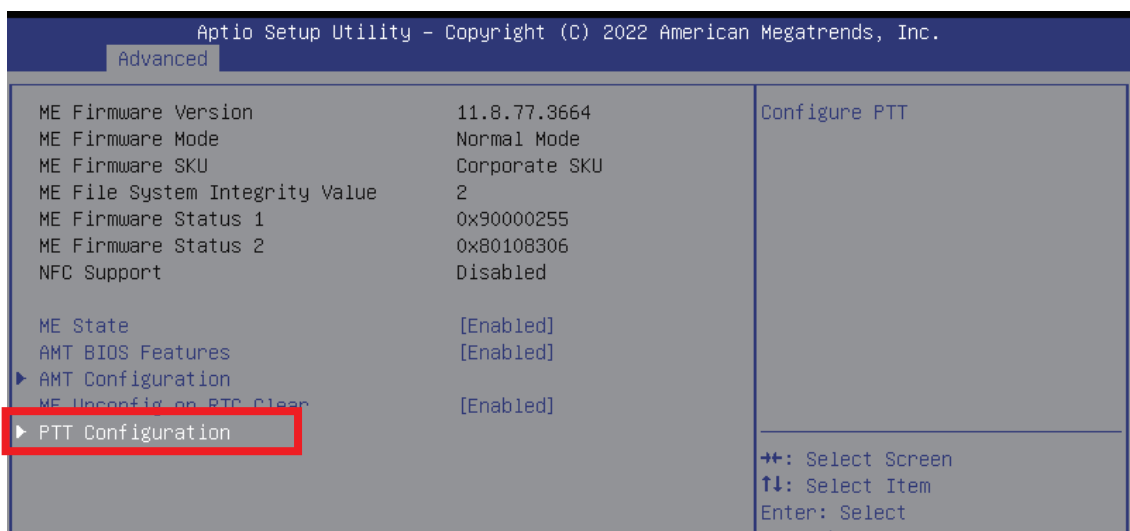 Aptio Setup Utility – Copyright (C) 2022 American Megatrends, Inc.
Advanced
ME Firmware Version 11.8.77.3664 Configure PTT
ME Firmware Mode Normal Mode
ME Firmware SKU Corporate SKU
ME File System Integrity Value 2
ME Firmware Status 1 0x90000255
ME Firmware Status 2 0x80108306
NFC Support Disabled
ME State [Enabled]
AMT BIOS Features [Enabled]
▶ AMT Configuration
ME Unconfig on RTC Clear [Enabled]
▶ PTT Configuration
→←: Select Screen
↑↓: Select Item
Enter: Select